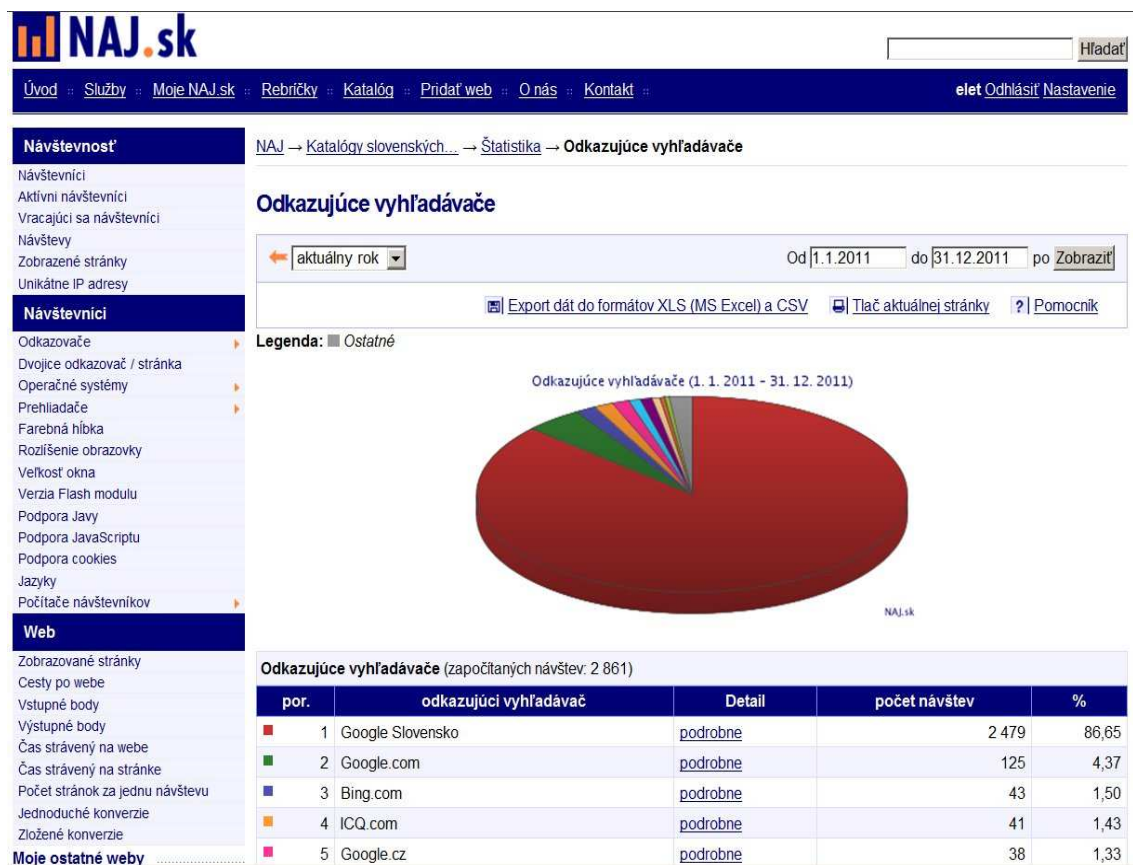 NAJ.sk
Hľadať
Úvod :: Služby :: Moje NAJ.sk :: Rebríčky :: Katalóg :: Pridať web :: O nás :: Kontakt :: elet Odhlásiť Nastavenie
Návštevnosť
Návštevníci
Aktívni návštevníci
Vracajúci sa návštevníci
Návštevy
Zobrazené stránky
Unikátne IP adresy
Návštevníci
Odkazovače
Dvojice odkazovač / stránka
Operačné systémy
Prehliadače
Farebná hĺbka
Rozlíšenie obrazovky
Veľkosť okna
Verzia Flash modulu
Podpora Javy
Podpora JavaScriptu
Podpora cookies
Jazyky
Počítače návštevníkov
Web
Zobrazované stránky
Cesty po webe
Vstupné body
Výstupné body
Čas strávený na webe
Čas strávený na stránke
Počet stránok za jednu návštevu
Jednoduché konverzie
Zložené konverzie
Moje ostatné weby
NAJ → Katalógy slovenských... → Štatistika → Odkazujúce vyhľadávače
Odkazujúce vyhľadávače
aktuálny rok Od 1.1.2011 do 31.12.2011 po Zobraziť
Export dát do formátov XLS (MS Excel) a CSV Tlač aktuálnej stránky ? Pomocník
Legenda: Ostatné
Odkazujúce vyhľadávače (1. 1. 2011 - 31. 12. 2011)
NAJ.sk
Odkazujúce vyhľadávače (započítaných návštev: 2 861)
por. odkazujúci vyhľadávač Detail počet návštev %
1 Google Slovensko podrobne 2 479 86,65
2 Google.com podrobne 125 4,37
3 Bing.com podrobne 43 1,50
4 ICQ.com podrobne 41 1,43
5 Google.cz podrobne 38 1,33